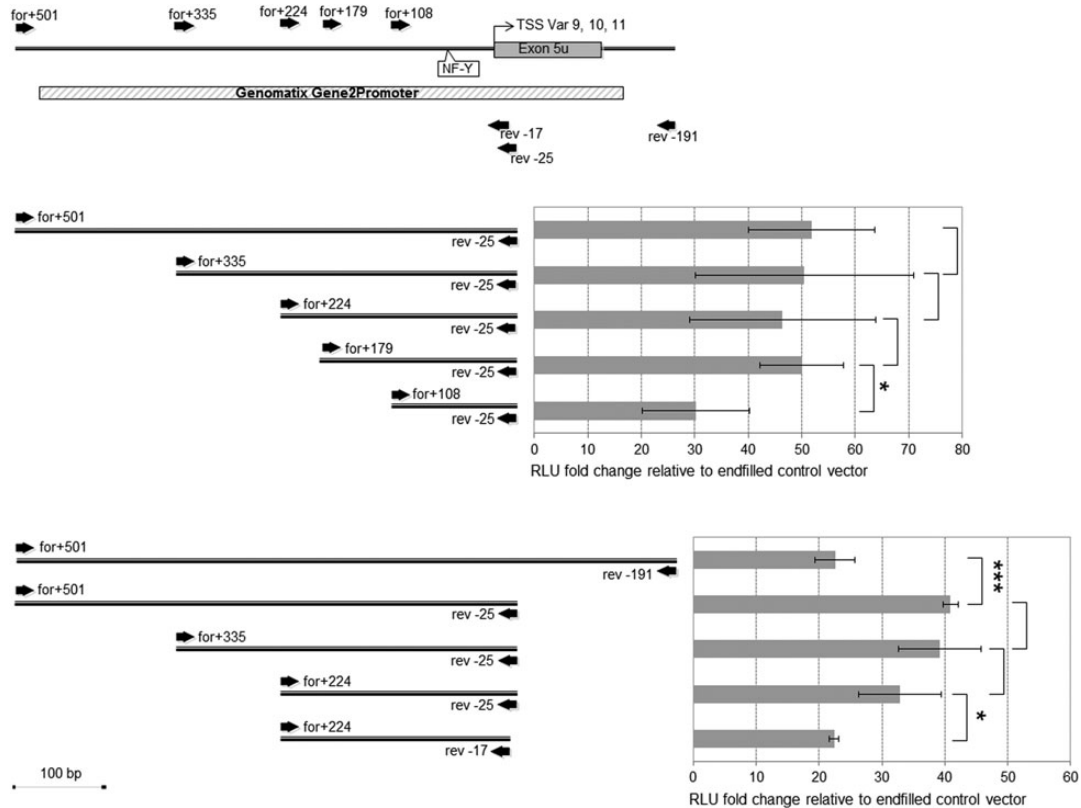 for+501
for+335
for+224
for+179
for+108
TSS Var 9, 10, 11
Exon 5u
NF-Y
Genomatix Gene2Promoter
rev -17
rev -191
rev -25
for+501
rev -25
for+335
rev -25
for+224
rev -25
for+179
rev -25
*
for+108
rev -25
0 10 20 30 40 50 60 70 80
RLU fold change relative to endfilled control vector
for+501
rev -191
***
for+501
rev -25
for+335
rev -25
for+224
rev -25
*
for+224
rev -17
100 bp
0 10 20 30 40 50 60
RLU fold change relative to endfilled control vector